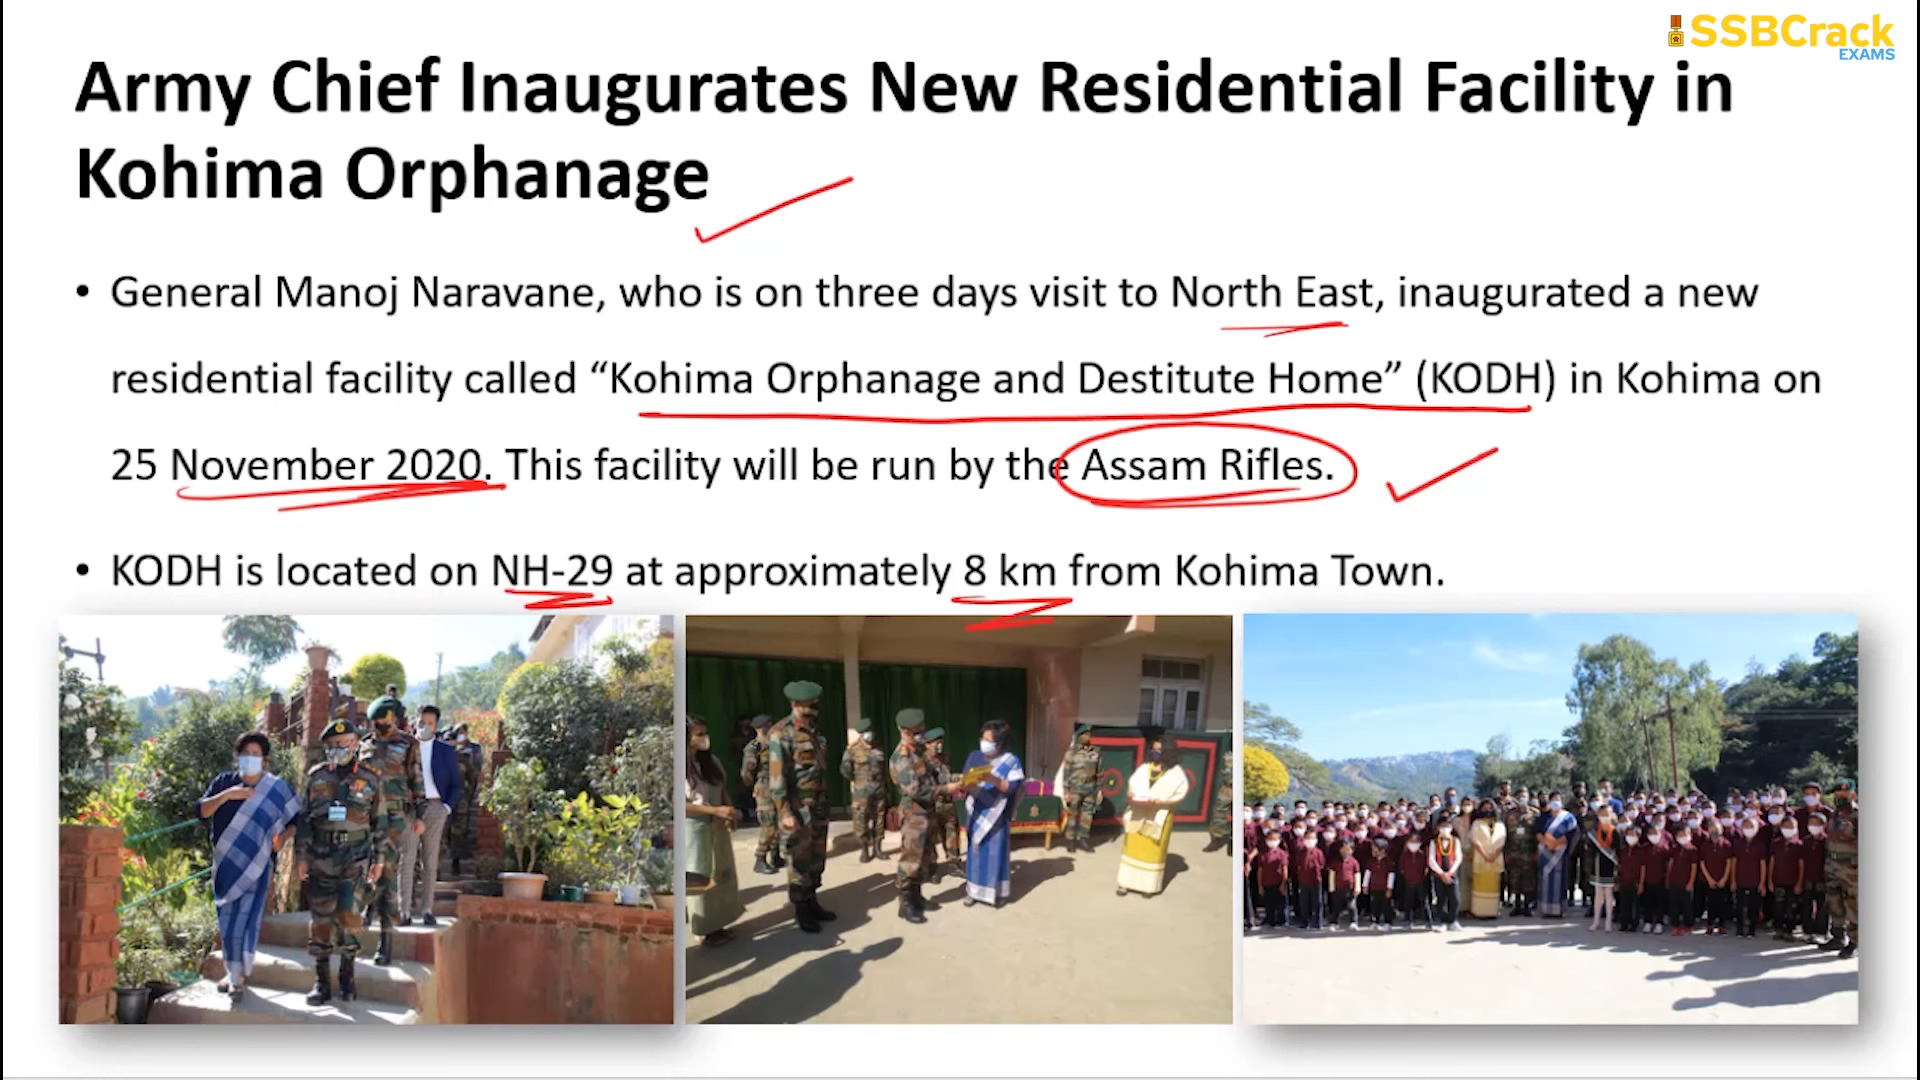 SSBCrack
EXAMS
Army Chief Inaugurates New Residential Facility in
Kohima Orphanage
• General Manoj Naravane, who is on three days visit to North East, inaugurated a new
residential facility called “Kohima Orphanage and Destitute Home” (KODH) in Kohima on
25 November 2020. This facility will be run by the Assam Rifles.
• KODH is located on NH-29 at approximately 8 km from Kohima Town.